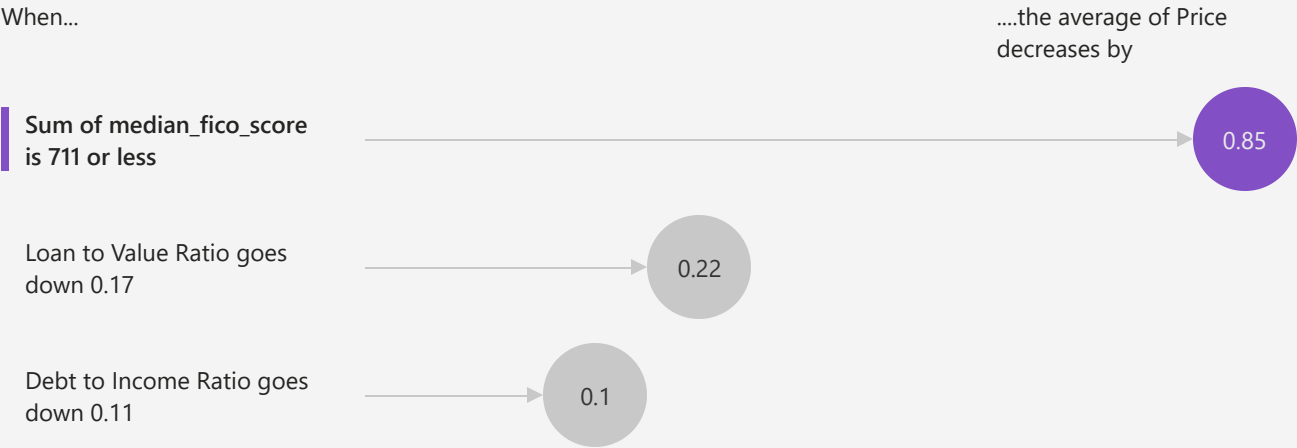 When...
....the average of Price
decreases by
Sum of median_fico_score
is 711 or less
0.85
Loan to Value Ratio goes
down 0.17
0.22
Debt to Income Ratio goes
down 0.11
0.1